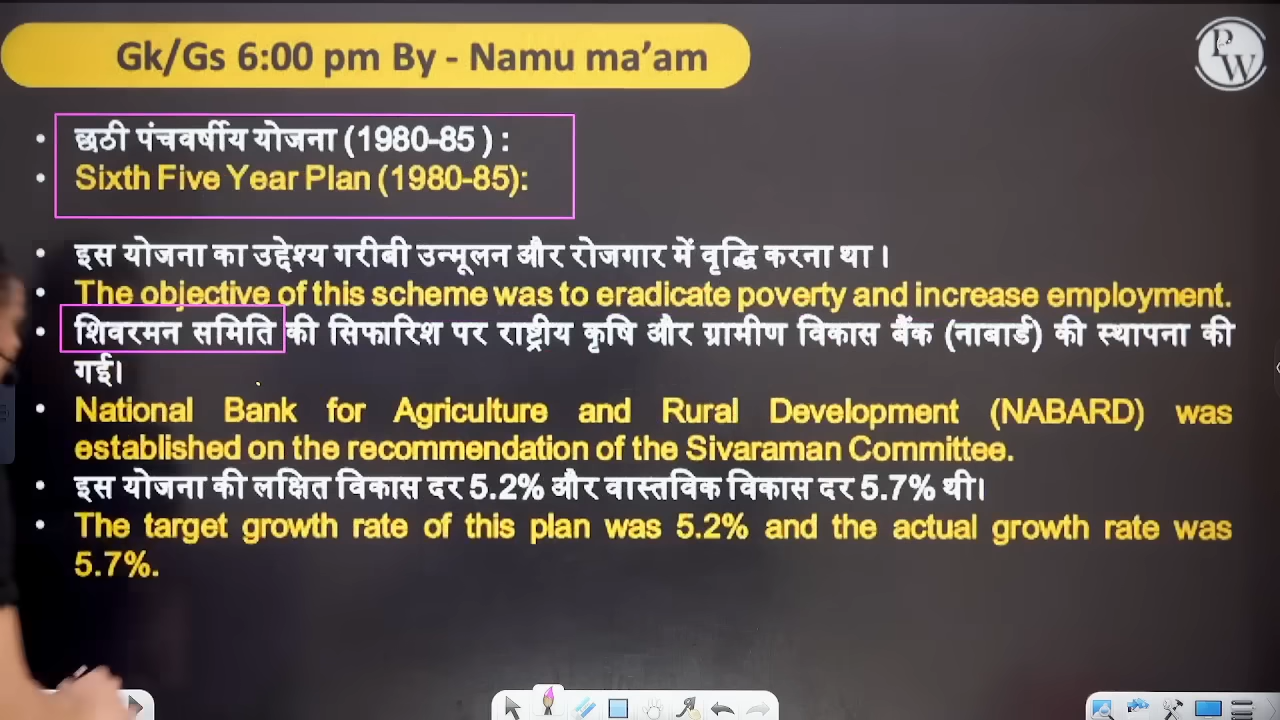 Gk/Gs 6:00 pm By - Namu ma’am
PW
• छठी पंचवर्षीय योजना (1980-85 ) :
• Sixth Five Year Plan (1980-85):
• इस योजना का उद्देश्य गरीबी उन्मूलन और रोजगार में वृद्धि करना था।
• The objective of this scheme was to eradicate poverty and increase employment.
• शिवरमन समिति की सिफारिश पर राष्ट्रीय कृषि और ग्रामीण विकास बैंक (नाबार्ड) की स्थापना की
गई।
• National Bank for Agriculture and Rural Development (NABARD) was
established on the recommendation of the Sivaraman Committee.
• इस योजना की लक्षित विकास दर 5.2% और वास्तविक विकास दर 5.7% थी।
• The target growth rate of this plan was 5.2% and the actual growth rate was
5.7%.